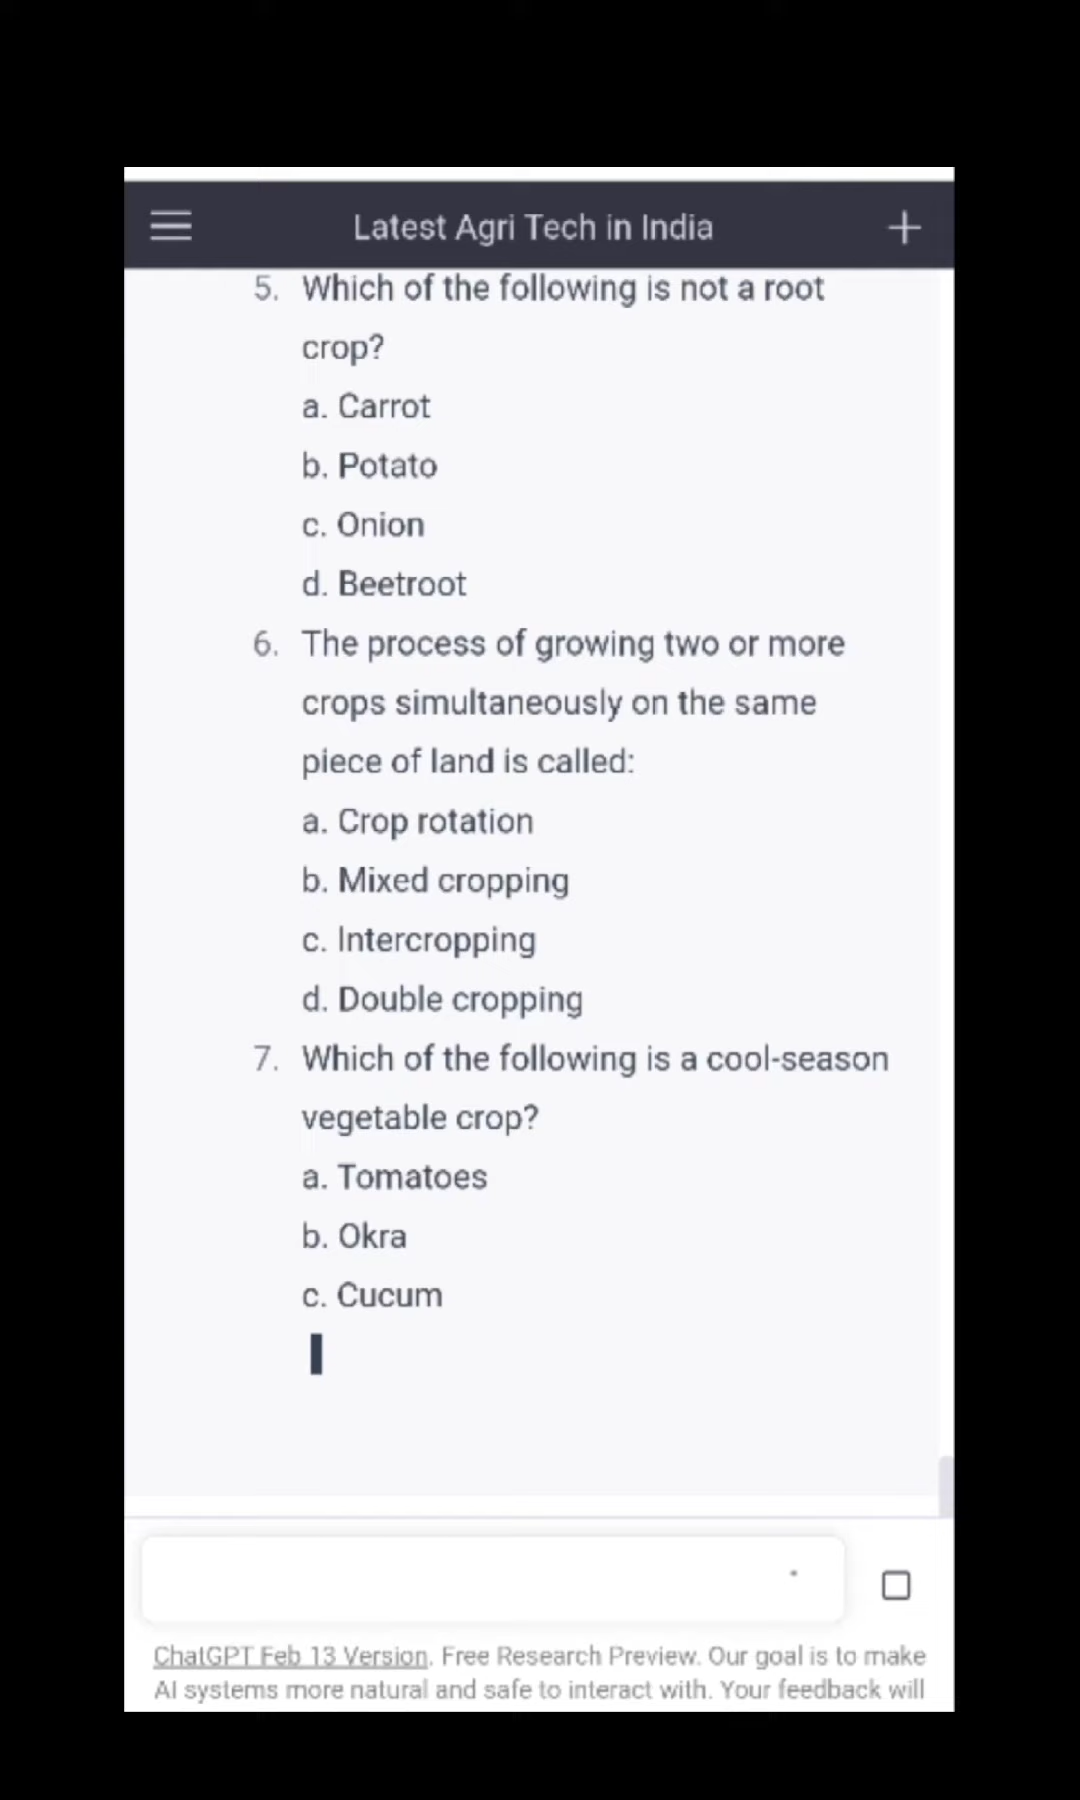 Latest Agri Tech in India
5. Which of the following is not a root
crop?
a. Carrot
b. Potato
c. Onion
d. Beetroot
6. The process of growing two or more
crops simultaneously on the same
piece of land is called:
a. Crop rotation
b. Mixed cropping
c. Intercropping
d. Double cropping
7. Which of the following is a cool-season
vegetable crop?
a. Tomatoes
b. Okra
c. Cucum
ChatGPT Feb 13 Version. Free Research Preview. Our goal is to make
AI systems more natural and safe to interact with. Your feedback will